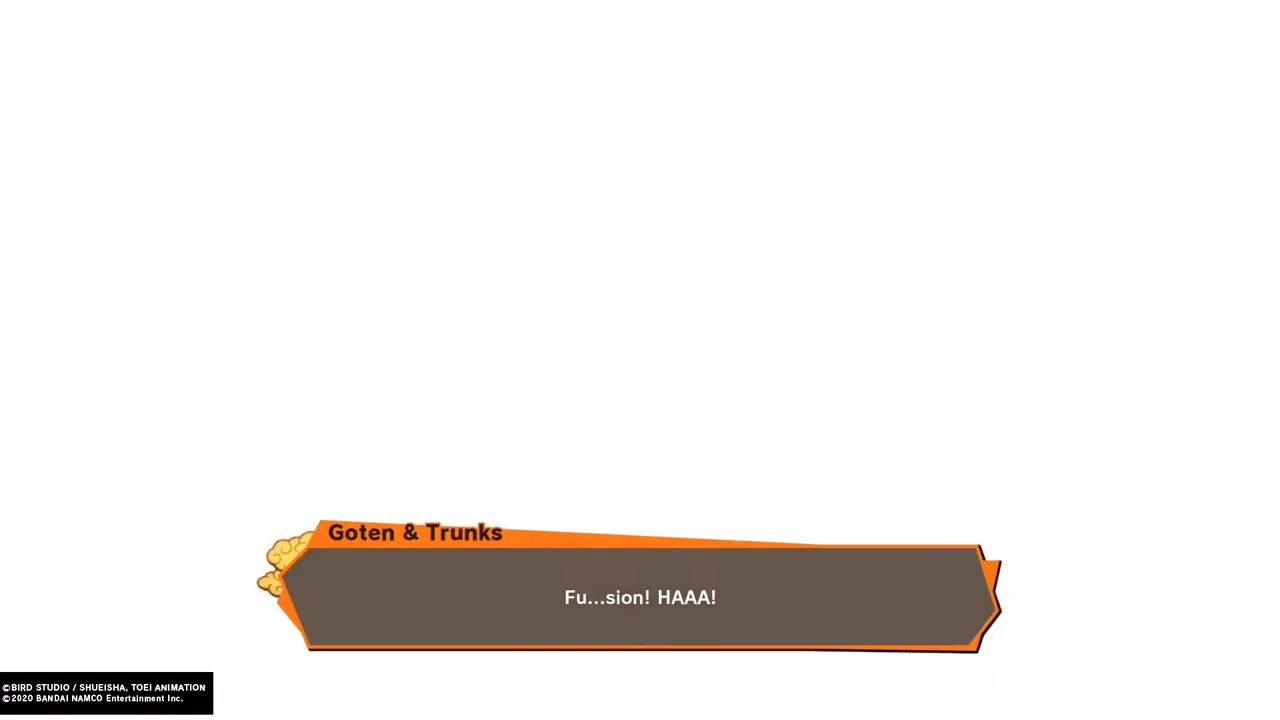 Goten & Trunks
Fu...sion! HAAA!
©BIRD STUDIO / SHUEISHA, TOEI ANIMATION
©2020 BANDAI NAMCO Entertainment Inc.